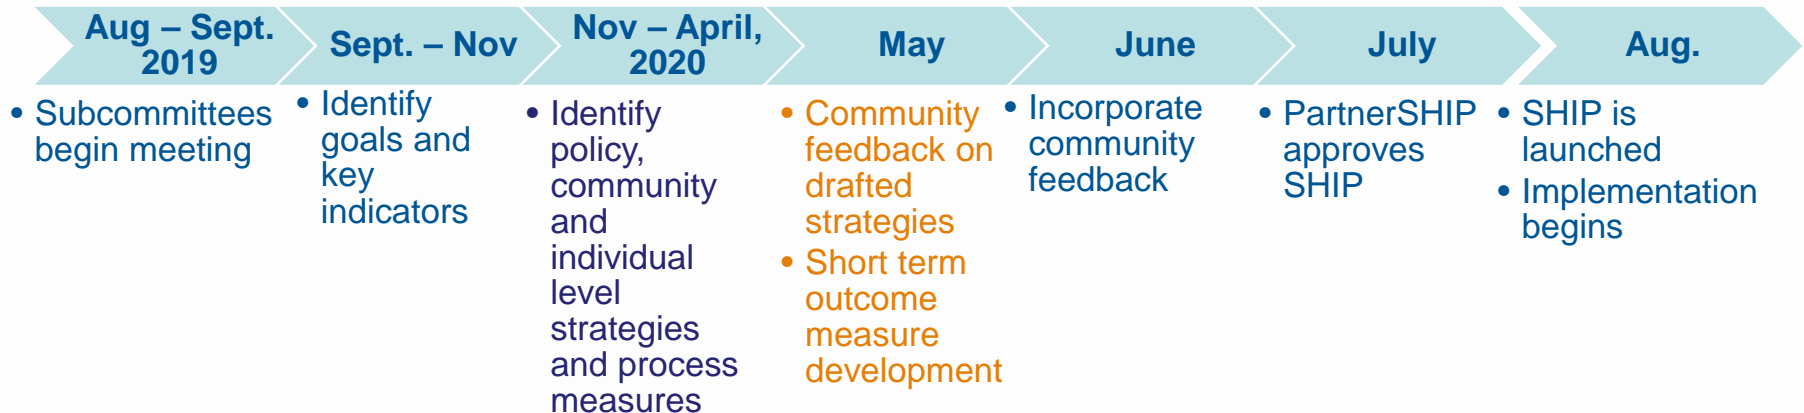 Aug – Sept.
2019
• Subcommittees
begin meeting
Sept. – Nov
• Identify
goals and
key
indicators
Nov – April,
2020
• Identify
policy,
community
and
individual
level
strategies
and process
measures
May
• Community
feedback on
drafted
strategies
• Short term
outcome
measure
development
June
• Incorporate
community
feedback
July
• PartnerSHIP
approves
SHIP
Aug.
• SHIP is
launched
• Implementation
begins